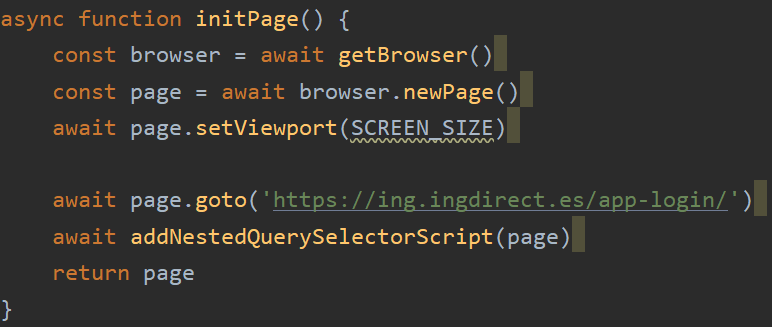 async function initPage() {
    const browser = await getBrowser()
    const page = await browser.newPage()
    await page.setViewport(SCREEN_SIZE)

    await page.goto('https://ing.ingdirect.es/app-login/')
    await addNestedQuerySelectorScript(page)
    return page
}